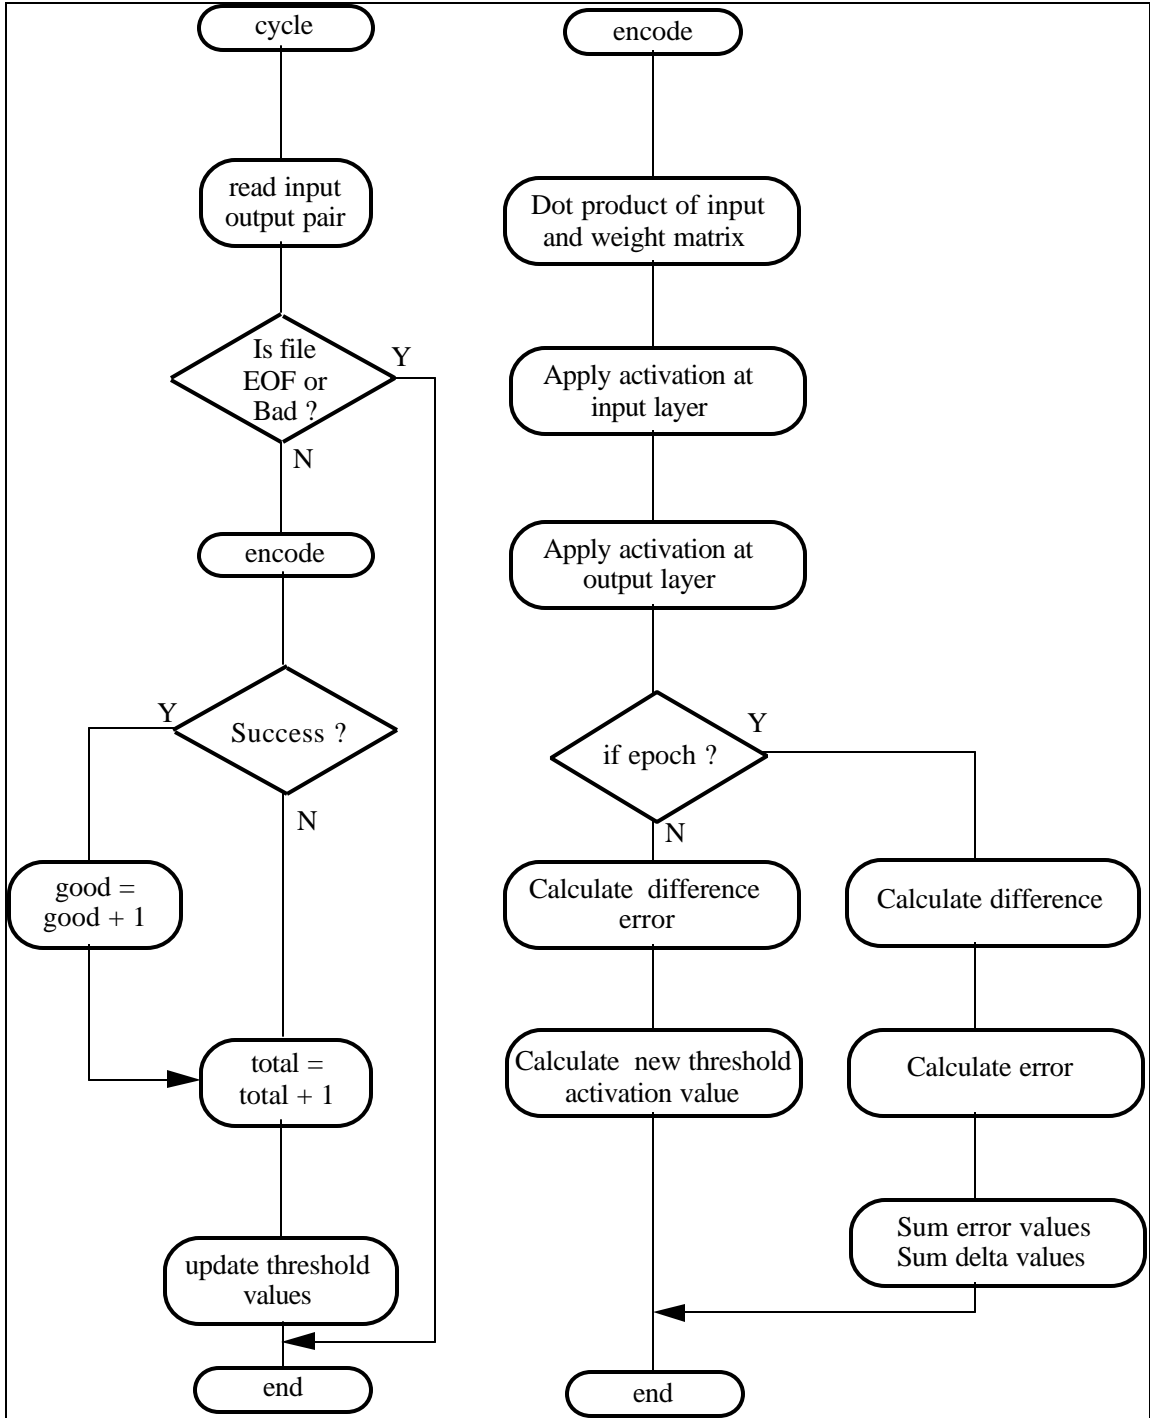 cycle
read input
output pair
Is file
EOF or
Bad ?
Y
N
encode
Success ?
Y
N
good =
good + 1
total =
total + 1
update threshold
values
end
encode
Dot product of input
and weight matrix
Apply activation at
input layer
Apply activation at
output layer
if epoch ?
Y
N
Calculate difference
error
Calculate new threshold
activation value
Calculate difference
Calculate error
Sum error values
Sum delta values
end